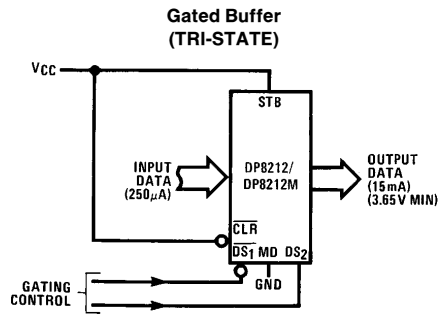 Gated Buffer
(TRI-STATE)
VCC
STB
INPUT
DATA
(250µA)
DP8212/
DP8212M
OUTPUT
DATA
(15mA)
(3.65V MIN)
CLR
DS1 MD DS2
GATING
CONTROL
GND